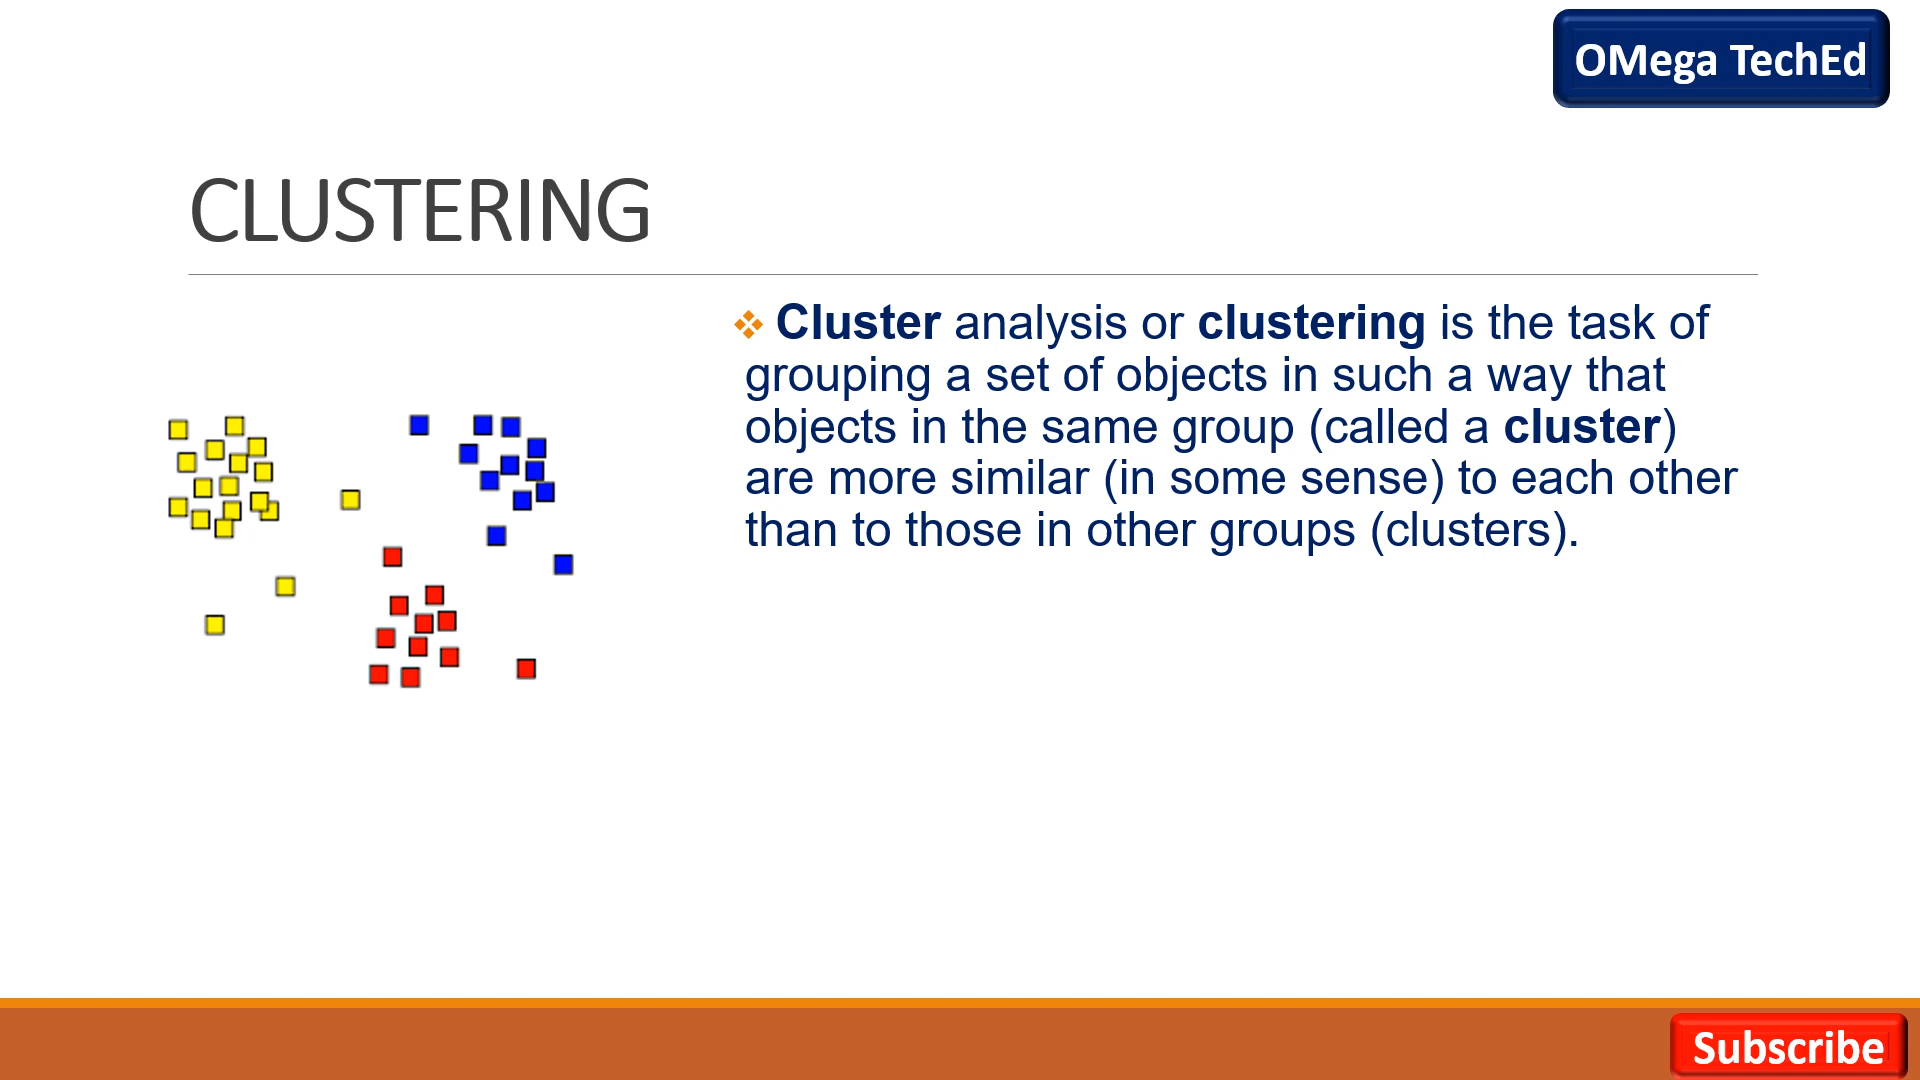 OMega TechEd
CLUSTERING
Cluster analysis or clustering is the task of
grouping a set of objects in such a way that
objects in the same group (called a cluster)
are more similar (in some sense) to each other
than to those in other groups (clusters).
Subscribe